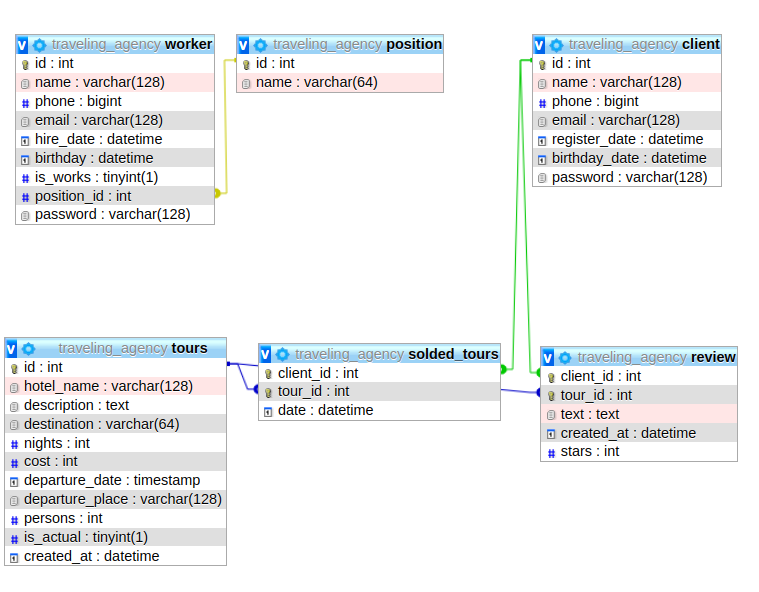 traveling_agency worker
id : int
name : varchar(128)
phone : bigint
email : varchar(128)
hire_date : datetime
birthday : datetime
is_works : tinyint(1)
position_id : int
password : varchar(128)
traveling_agency position
id : int
name : varchar(64)
traveling_agency client
id : int
name : varchar(128)
phone : bigint
email : varchar(128)
register_date : datetime
birthday_date : datetime
password : varchar(128)
traveling_agency tours
id : int
hotel_name : varchar(128)
description : text
destination : varchar(64)
nights : int
cost : int
departure_date : timestamp
departure_place : varchar(128)
persons : int
is_actual : tinyint(1)
created_at : datetime
traveling_agency solded_tours
client_id : int
tour_id : int
date : datetime
traveling_agency review
client_id : int
tour_id : int
text : text
created_at : datetime
stars : int